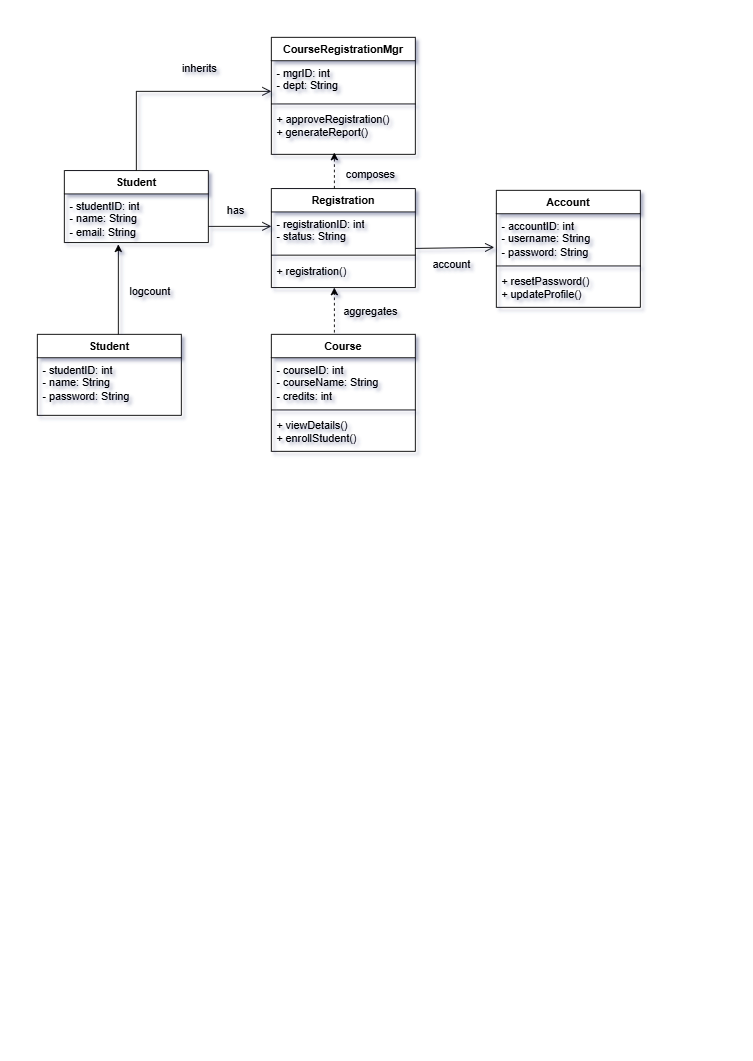 CourseRegistrationMgr
- mgrID: int
- dept: String
+ approveRegistration()
+ generateReport()
inherits
composes
Student
- studentID: int
- name: String
- email: String
has
Registration
- registrationID: int
- status: String
+ registration()
account
Account
- accountID: int
- username: String
- password: String
+ resetPassword()
+ updateProfile()
logcount
aggregates
Student
- studentID: int
- name: String
- password: String
Course
- courseID: int
- courseName: String
- credits: int
+ viewDetails()
+ enrollStudent()